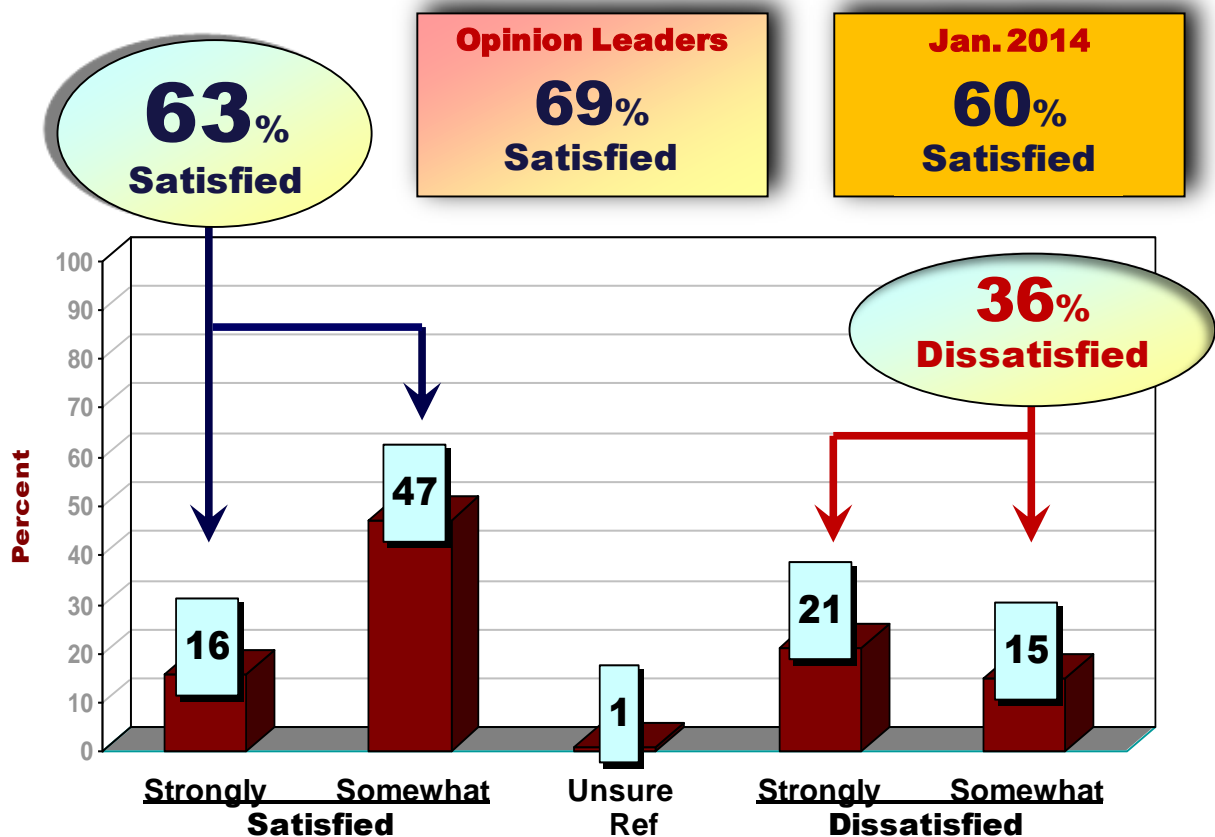 63%
Satisfied
Opinion Leaders
69%
Satisfied
Jan. 2014
60%
Satisfied
36%
Dissatisfied
Percent
100
90
80
70
60
50
40
30
20
10
0
16
47
1
21
15
Strongly Somewhat Unsure Strongly Somewhat
Satisfied Ref Dissatisfied